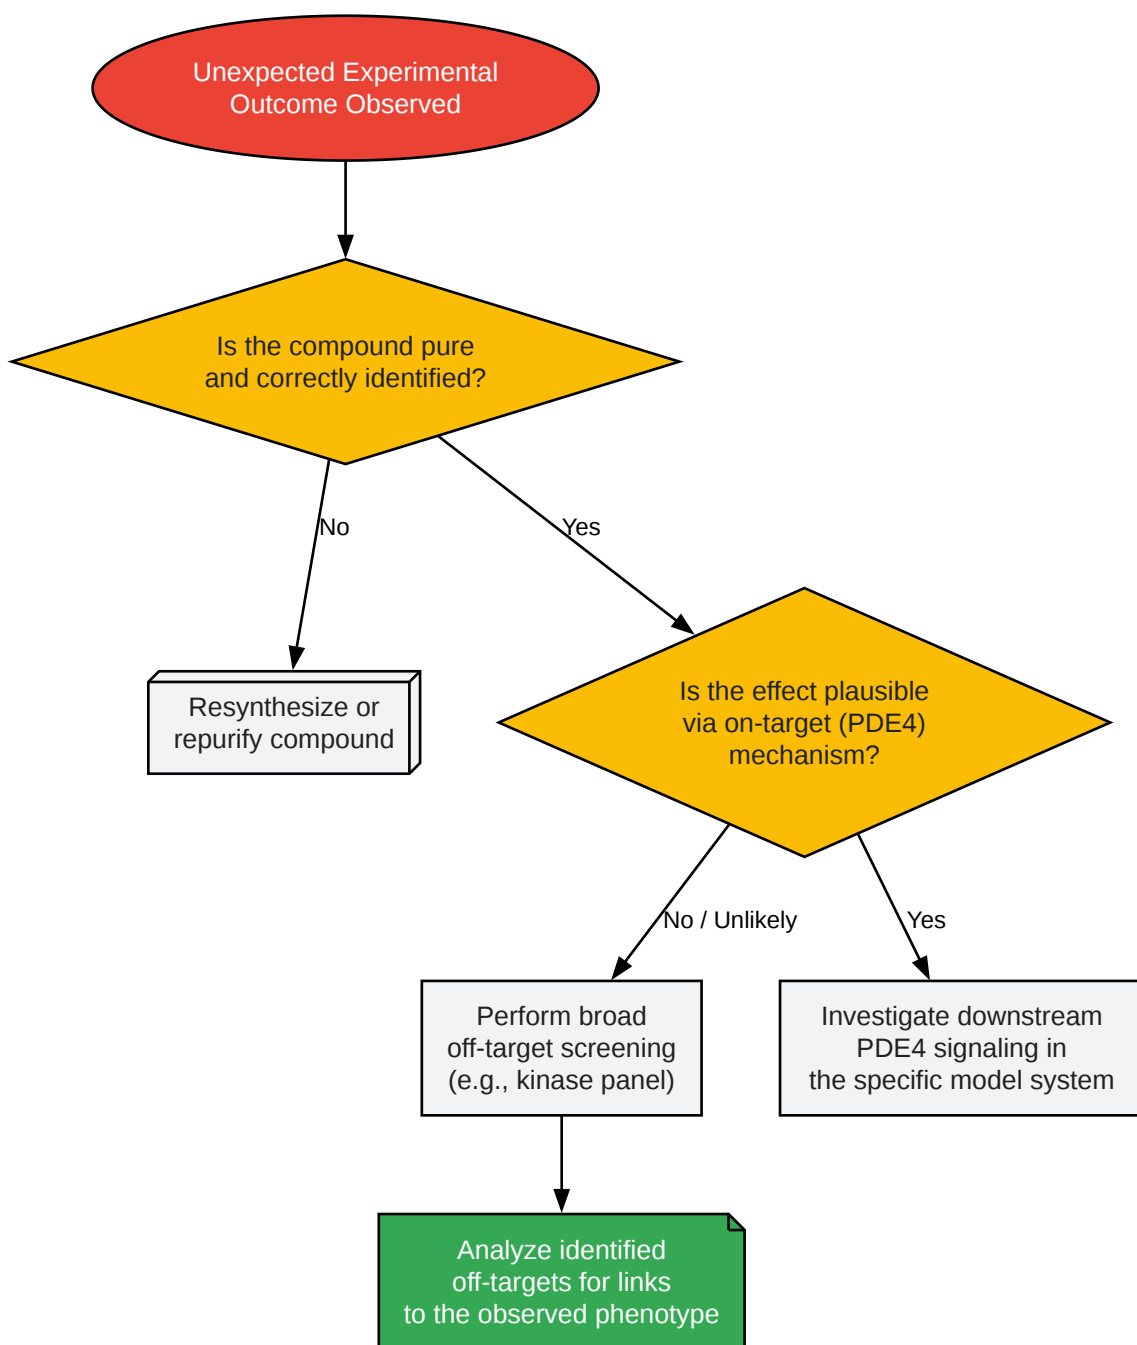 Unexpected Experimental
Outcome Observed
Is the compound pure
and correctly identified?
No
Yes
Resynthesize or
repurify compound
Is the effect plausible
via on-target (PDE4)
mechanism?
No / Unlikely
Yes
Perform broad
off-target screening
(e.g., kinase panel)
Investigate downstream
PDE4 signaling in
the specific model system
Analyze identified
off-targets for links
to the observed phenotype